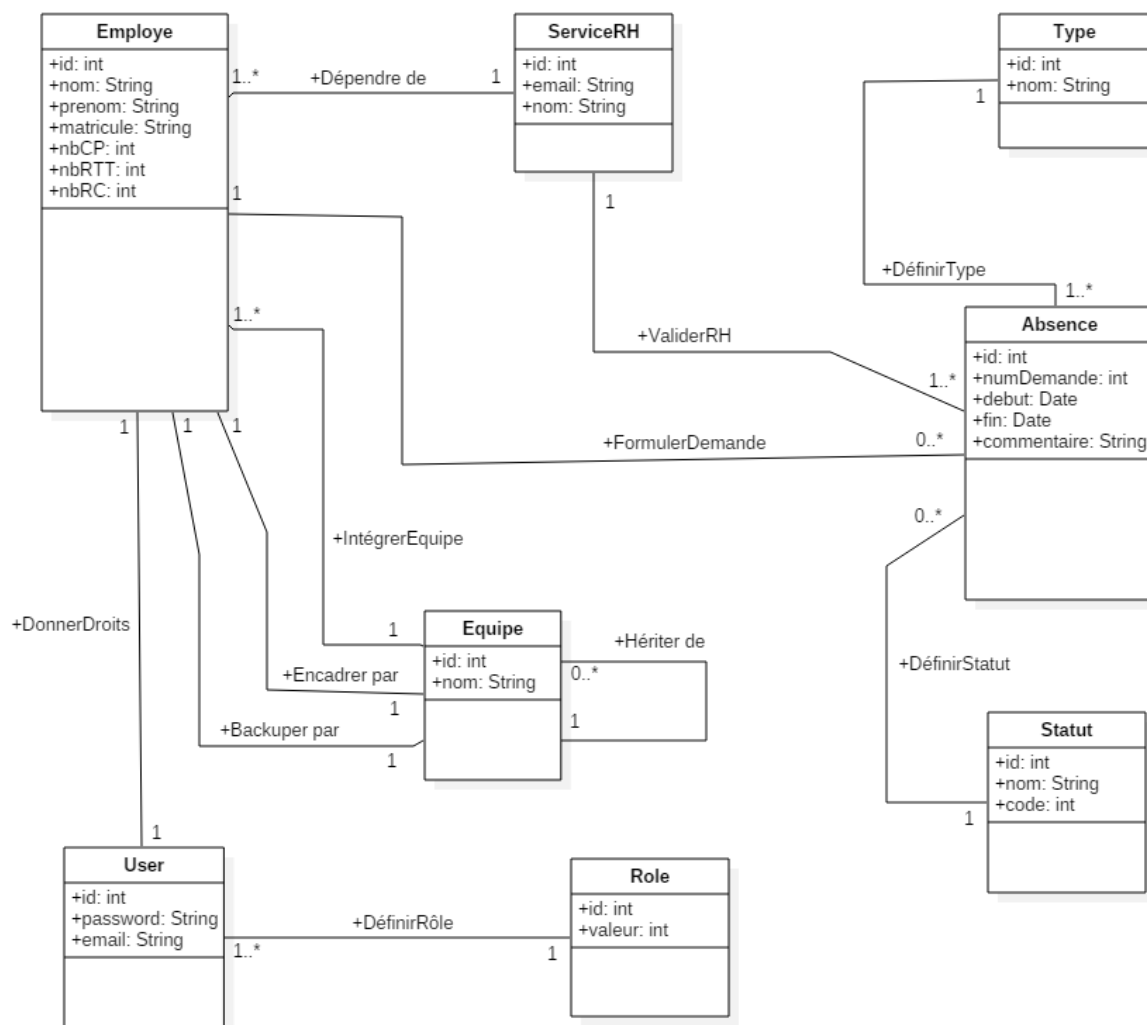 Employe
+id: int
+nom: String
+prenom: String
+matricule: String
+nbCP: int
+nbRTT: int
+nbRC: int
1..*
+Dépendre de
1
ServiceRH
+id: int
+email: String
+nom: String
Type
+id: int
+nom: String
1
1
1
+DéfinirType
1..*
1..*
+ValiderRH
1..*
Absence
+id: int
+numDemande: int
+debut: Date
+fin: Date
+commentaire: String
1
1
1
+FormulerDemande
0..*
0..*
+IntégrerEquipe
+DonnerDroits
1
Equipe
+id: int
+nom: String
+Hériter de
0..*
1
+Encadrer par
1
+Backuper par
1
+DéfinirStatut
1
Statut
+id: int
+nom: String
+code: int
1
User
+id: int
+password: String
+email: String
1..*
+DéfinirRôle
1
Role
+id: int
+valeur: int